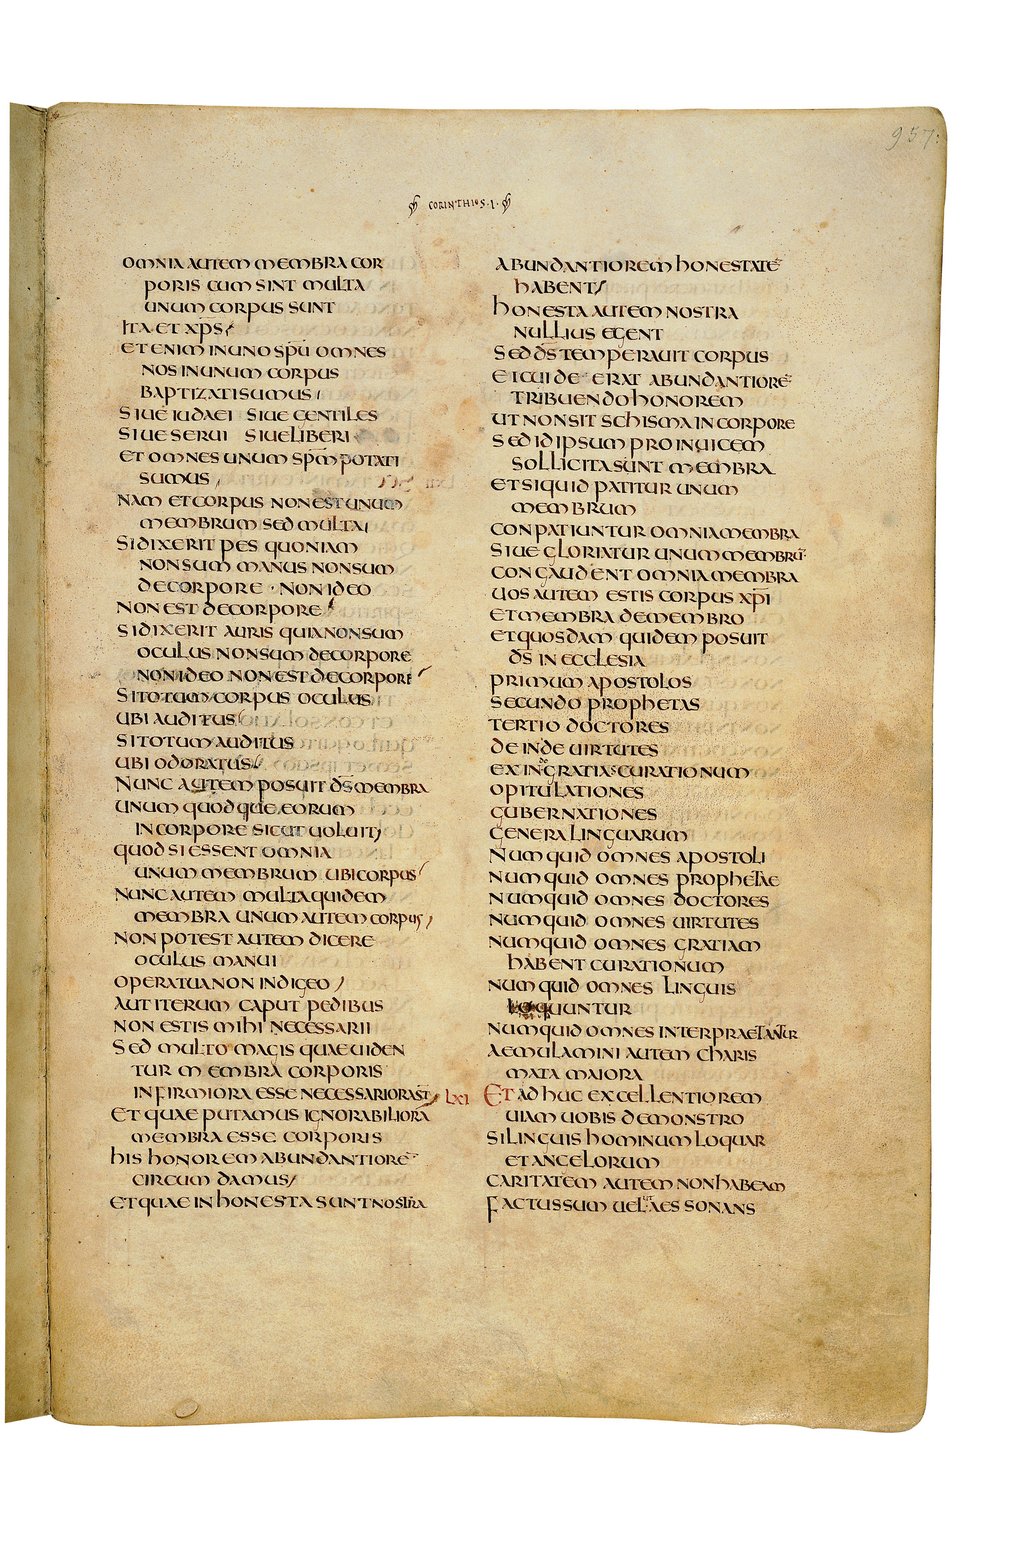 957
CORINTHIOS·I·
OMNIA AUTEM MEMBRA COR
PORIS CUM SINT MULTA
UNUM CORPUS SUNT
ITA ET XP̅S
ETENIM IN UNO SPU̅ OMNES
NOS IN UNUM CORPUS
BAPTIZATI SUMUS
SIUE IUDAEI SIUE GENTILES
SIUE SERUI SIUE LIBERI
ET OMNES UNUM SPM̅ POTATI
SUMUS
NAM ET CORPUS NON EST UNUM
MEMBRUM SED MULTA
SI DIXERIT PES QUONIAM
NON SUM MANUS NON SUM
DE CORPORE · NON IDEO
NON EST DE CORPORE
SI DIXERIT AURIS QUIA NON SUM
OCULUS NON SUM DE CORPORE
NON IDEO NON EST DE CORPORE
SI TOTUM CORPUS OCULUS
UBI AUDITUS
SI TOTUM AUDITUS
UBI ODORATUS
NUNC AUTEM POSUIT DS̅ MEMBRA
UNUM QUODQUE EORUM
IN CORPORE SICUT UOLUIT
QUOD SI ESSENT OMNIA
UNUM MEMBRUM UBI CORPUS
NUNC AUTEM MULTA QUIDEM
MEMBRA UNUM AUTEM CORPUS
NON POTEST AUTEM DICERE
OCULUS MANUI
OPERA TUA NON INDIGEO
AUT ITERUM CAPUT PEDIBUS
NON ESTIS MIHI NECESSARII
SED MULTO MAGIS QUAE UIDEN
TUR MEMBRA CORPORIS
INFIRMIORA ESSE NECESSARIORA ST̅
ET QUAE PUTAMUS IGNORABILIORA
MEMBRA ESSE CORPORIS
HIS HONOREM ABUNDANTIORE̅
CIRCUM DAMUS
ET QUAE INHONESTA SUNT NOSTRA
ABUNDANTIOREM HONESTATE̅
HABENT
HONESTA AUTEM NOSTRA
NULLIUS EGENT
SED DS̅ TEMPERAUIT CORPUS
EI CUI DEERAT ABUNDANTIORE̅
TRIBUENDO HONOREM
UT NON SIT SCHISMA IN CORPORE
SED ID IPSUM PRO INUICEM
SOLLICITA SUNT MEMBRA
ET SI QUID PATITUR UNUM
MEMBRUM
CONPATIUNTUR OMNIA MEMBRA
SIUE GLORIATUR UNUM MEMBRU̅
CONGAUDENT OMNIA MEMBRA
UOS AUTEM ESTIS CORPUS XPI̅
ET MEMBRA DE MEMBRO
ET QUOSDAM QUIDEM POSUIT
DS̅ IN ECCLESIA
PRIMUM APOSTOLOS
SECUNDO PROPHETAS
TERTIO DOCTORES
DEINDE UIRTUTES
EXIN GRATIAS CURATIONUM
OPITULATIONES
GUBERNATIONES
GENERA LINGUARUM
NUMQUID OMNES APOSTOLI
NUMQUID OMNES PROPHETAE
NUMQUID OMNES DOCTORES
NUMQUID OMNES UIRTUTES
NUMQUID OMNES GRATIAM
HABENT CURATIONUM
NUMQUID OMNES LINGUIS
LOQUUNTUR
NUMQUID OMNES INTERPRAETANTUR
AEMULAMINI AUTEM CHARIS
MATA MAIORA
LXI ET ADHUC EXCELLENTIOREM
UIAM UOBIS DEMONSTRO
SI LINGUIS HOMINUM LOQUAR
ET ANGELORUM
CARITATEM AUTEM NON HABEAM
FACTUS SUM UELUT AES SONANS